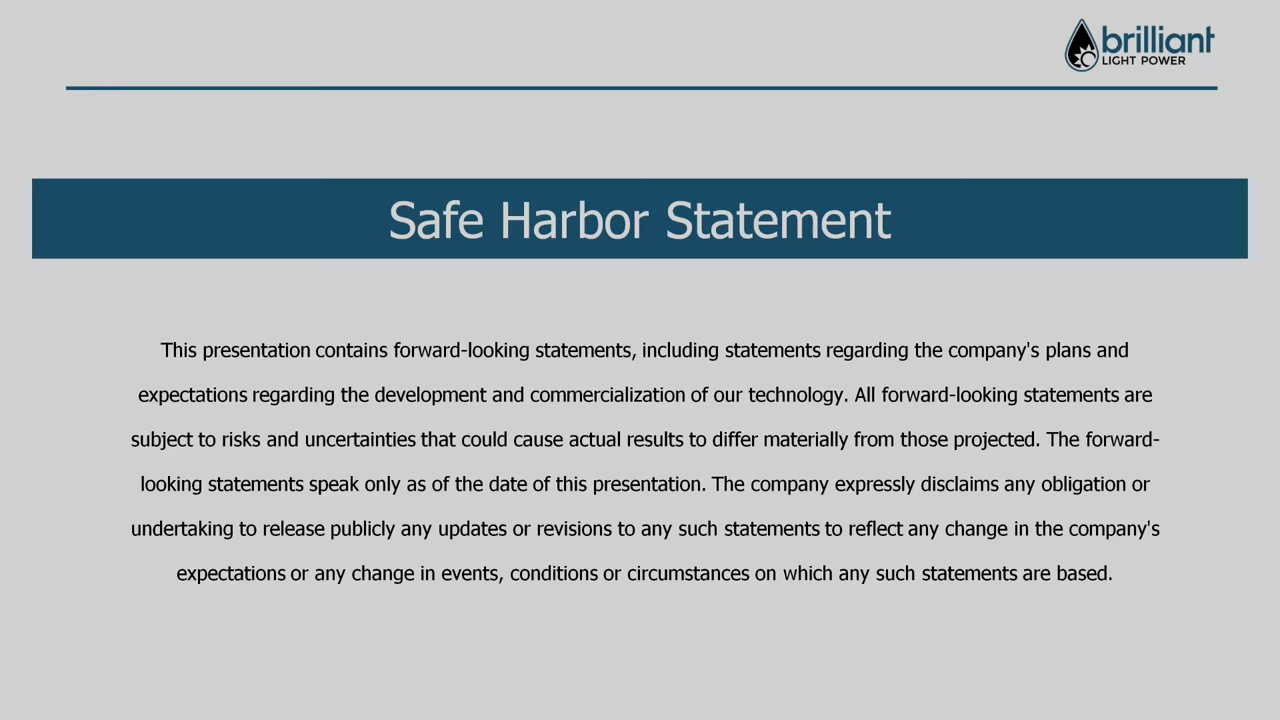 brilliant
LIGHT POWER
Safe Harbor Statement
This presentation contains forward-looking statements, including statements regarding the company's plans and
expectations regarding the development and commercialization of our technology. All forward-looking statements are
subject to risks and uncertainties that could cause actual results to differ materially from those projected. The forward-
looking statements speak only as of the date of this presentation. The company expressly disclaims any obligation or
undertaking to release publicly any updates or revisions to any such statements to reflect any change in the company's
expectations or any change in events, conditions or circumstances on which any such statements are based.